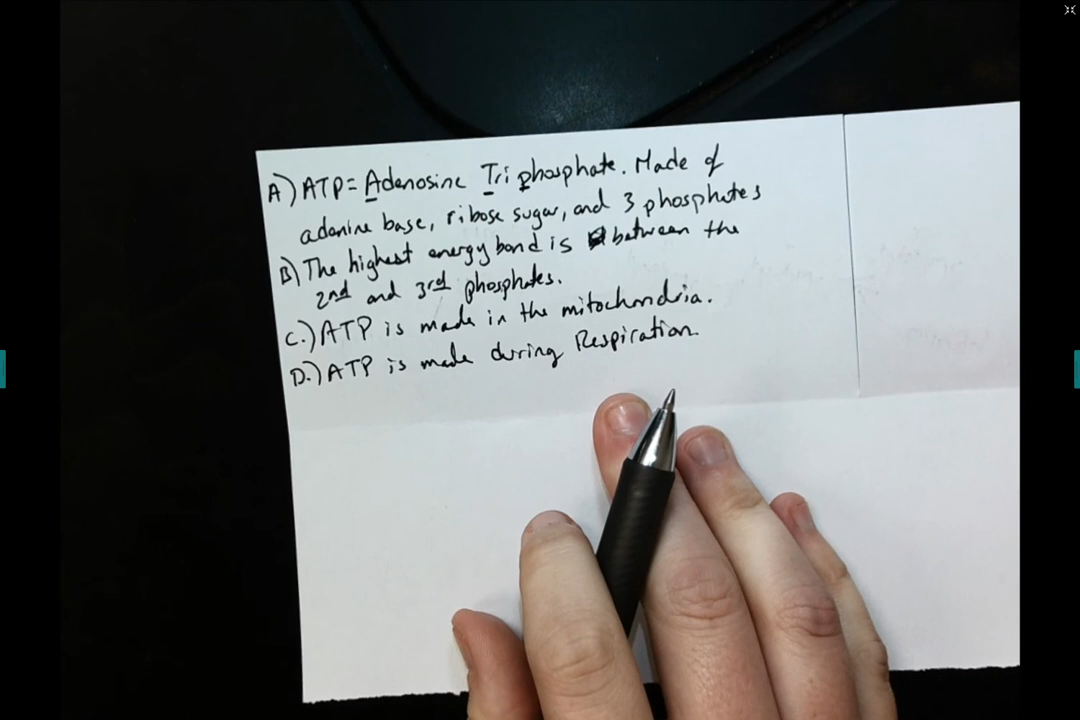 A) ATP = Adenosine Triphosphate. Made of
adenine base, ribose sugar, and 3 phosphates
B) The highest energy bond is between the
2nd and 3rd phosphates.
C.) ATP is made in the mitochondria.
D.) ATP is made during Respiration.